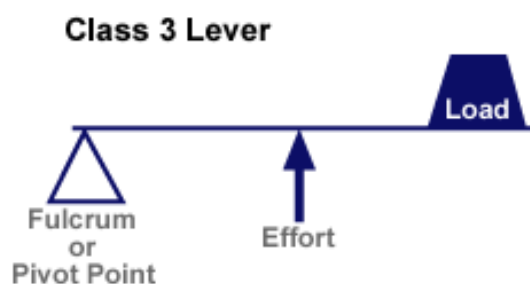 Class 3 Lever
Load
Fulcrum
or
Pivot Point
Effort